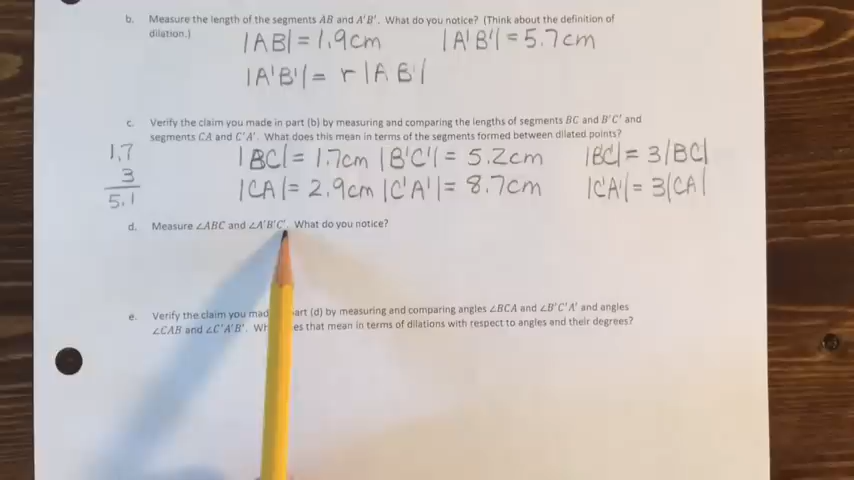 b. Measure the length of the segments AB and A'B'. What do you notice? (Think about the definition of
dilation.)
|AB| = 1.9cm |A'B'| = 5.7cm
|A'B'| = r|AB|
c. Verify the claim you made in part (b) by measuring and comparing the lengths of segments BC and B'C' and
segments CA and C'A'. What does this mean in terms of the segments formed between dilated points?
1.7
3
5.1
|BC| = 1.7cm |B'C'| = 5.2cm |B'C'| = 3|BC|
|CA| = 2.9cm |C'A'| = 8.7cm |C'A'| = 3|CA|
d. Measure ∠ABC and ∠A'B'C'. What do you notice?
e. Verify the claim you mad art (d) by measuring and comparing angles ∠BCA and ∠B'C'A' and angles
∠CAB and ∠C'A'B'. Wh es that mean in terms of dilations with respect to angles and their degrees?